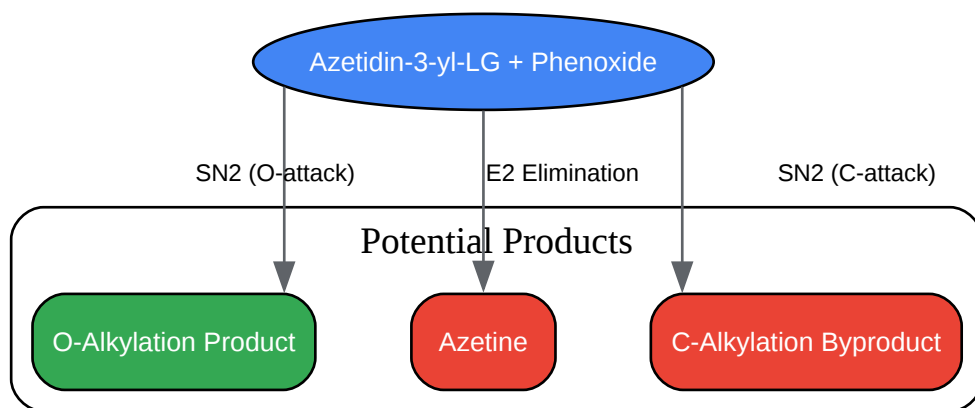 Azetidin-3-yl-LG + Phenoxide
SN2 (O-attack)
E2 Elimination
SN2 (C-attack)
Potential Products
O-Alkylation Product
Azetine
C-Alkylation Byproduct